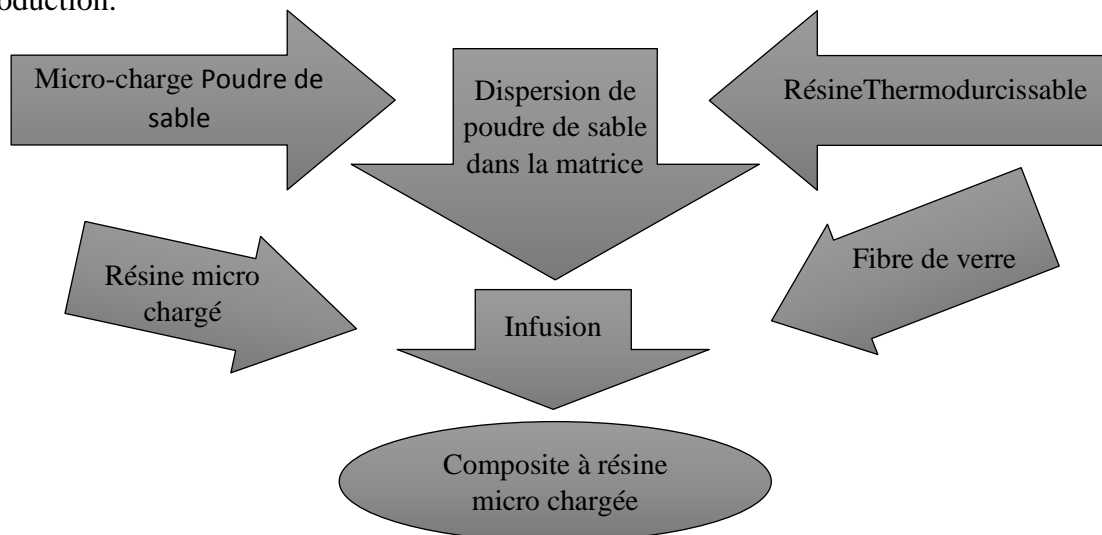 oduction.
Micro-charge Poudre de
sable
Dispersion de
poudre de sable
dans la matrice
RésineThermodurcissable
Résine micro
chargé
Infusion
Fibre de verre
Composite à résine
micro chargée